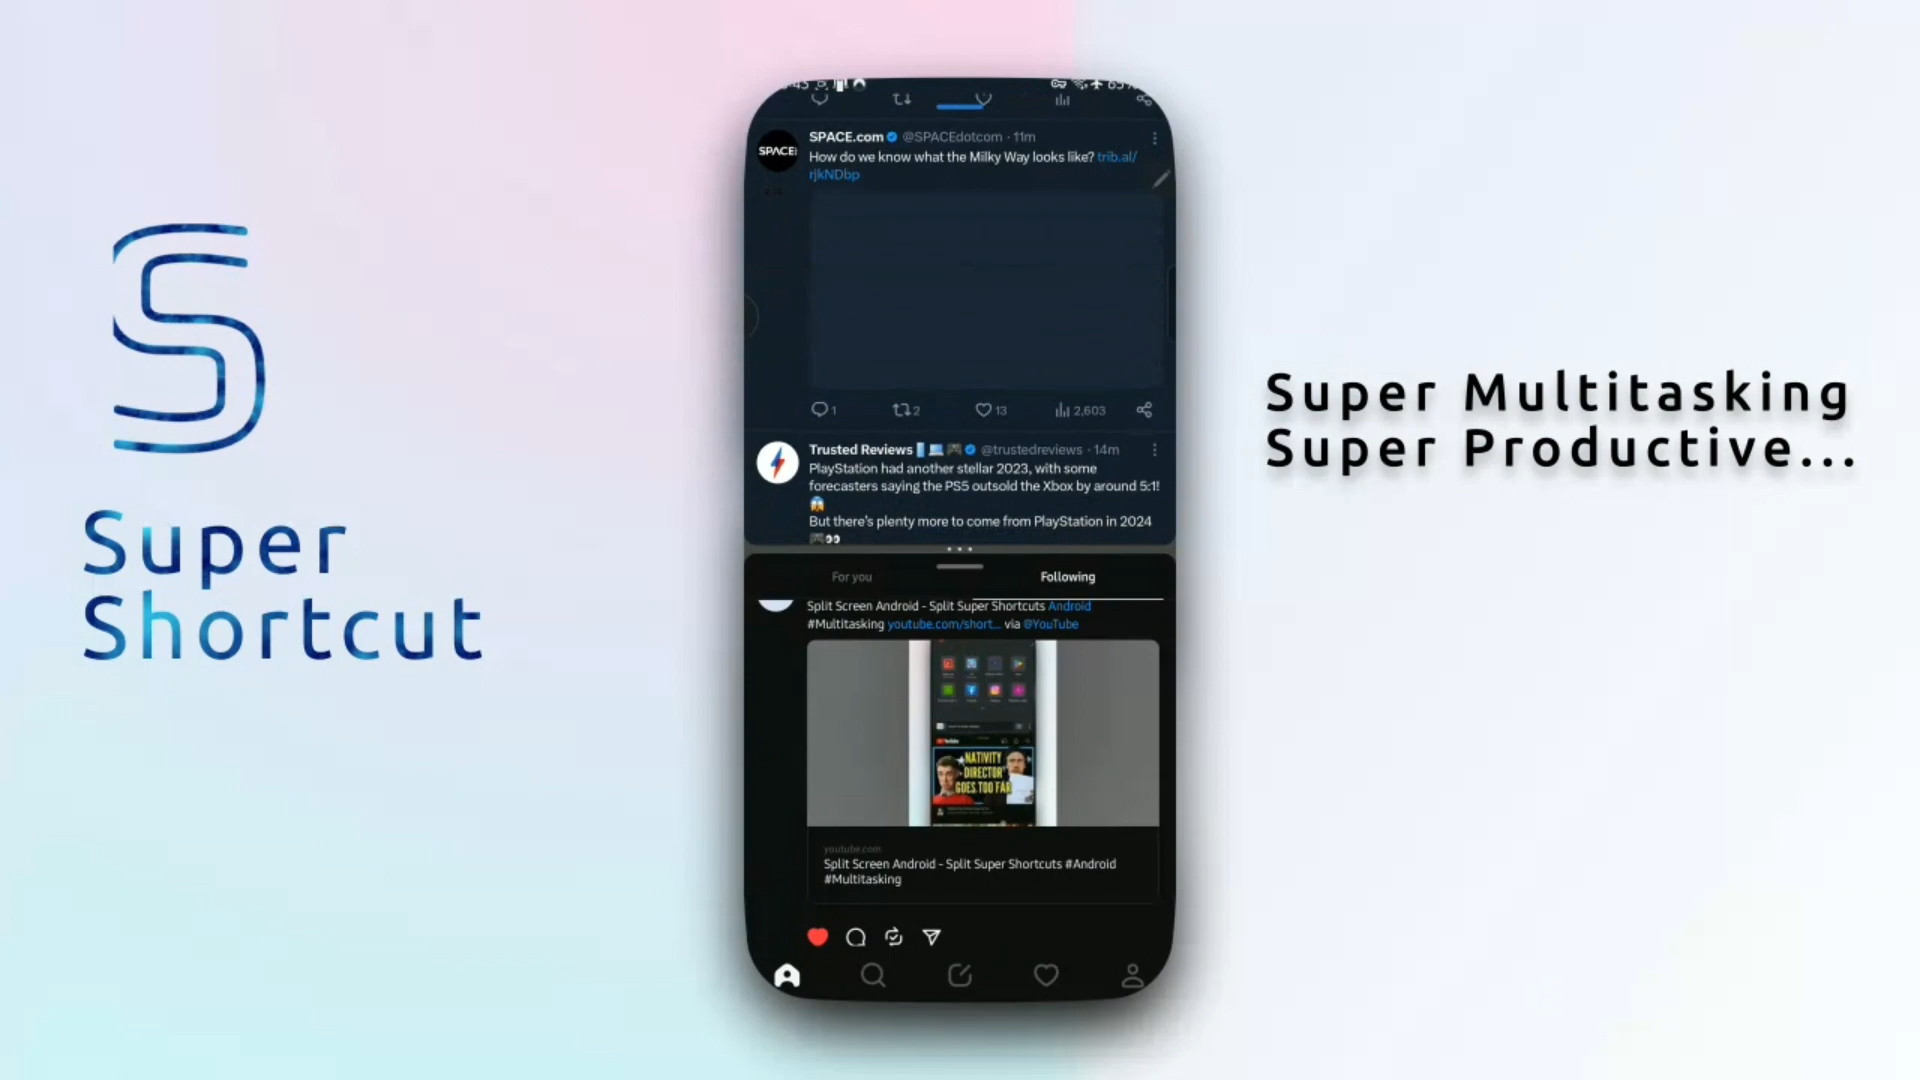 Super
Shortcut
SPACE.com @SPACEdotcom · 11m
SPACE
How do we know what the Milky Way looks like? trib.al/
rjkNDbp
1 2 13 2,603
Trusted Reviews @trustedreviews · 14m
PlayStation had another stellar 2023, with some
forecasters saying the PS5 outsold the Xbox by around 5:1!
But there's plenty more to come from PlayStation in 2024
For you Following
Split Screen Android - Split Super Shortcuts Android
#Multitasking youtube.com/short... via @YouTube
NATIVITY
DIRECTOR
GOES TOO FAR
youtube.com
Split Screen Android - Split Super Shortcuts #Android
#Multitasking
Super Multitasking
Super Productive...